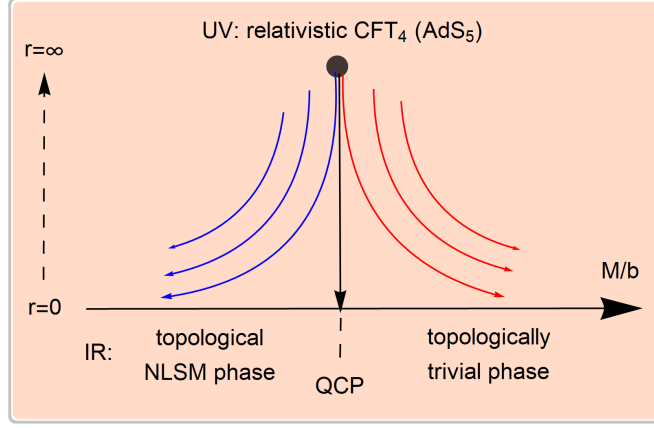 UV: relativistic CFT₄ (AdS₅)
r=∞
M/b
r=0
IR:
topological
NLSM phase
QCP
topologically
trivial phase